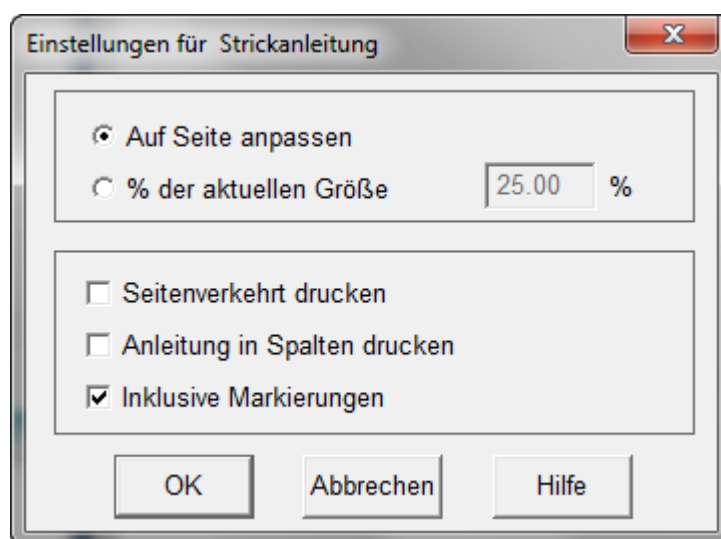 Einstellungen für  Strickanleitung
Auf Seite anpassen
% der aktuellen Größe 25.00 %
Seitenverkehrt drucken
Anleitung in Spalten drucken
Inklusive Markierungen
OK Abbrechen Hilfe